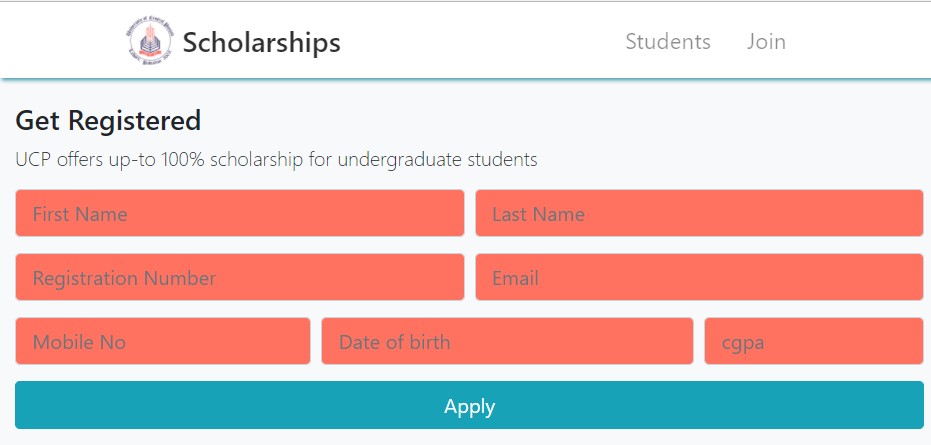 Scholarships
Students Join
Get Registered
UCP offers up-to 100% scholarship for undergraduate students
First Name Last Name
Registration Number Email
Mobile No Date of birth cgpa
Apply